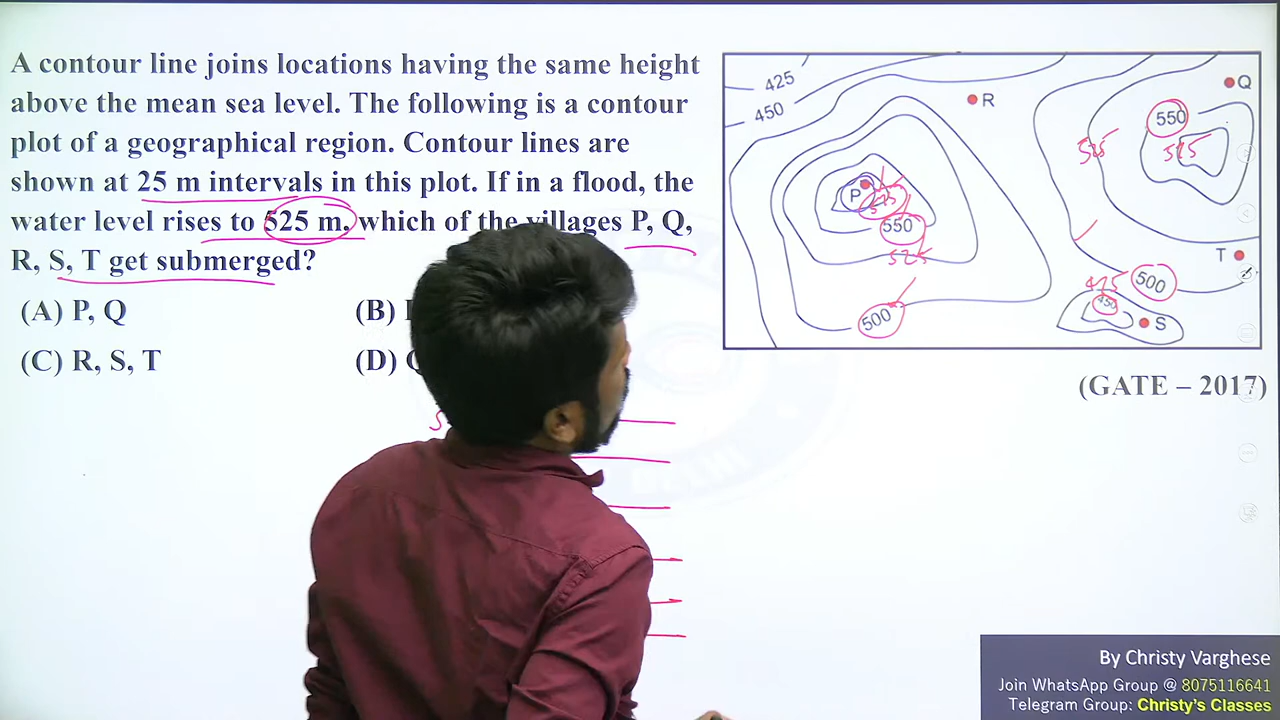 A contour line joins locations having the same height
above the mean sea level. The following is a contour
plot of a geographical region. Contour lines are
shown at 25 m intervals in this plot. If in a flood, the
water level rises to 525 m, which of the villages P, Q,
R, S, T get submerged?
(A) P, Q
(B)
(C) R, S, T
(D)
425
450
R
Q
550
525
575
P
575
550
525
500
T
500
475
450
S
(GATE – 2017)
By Christy Varghese
Join WhatsApp Group @ 8075116641
Telegram Group: Christy's Classes